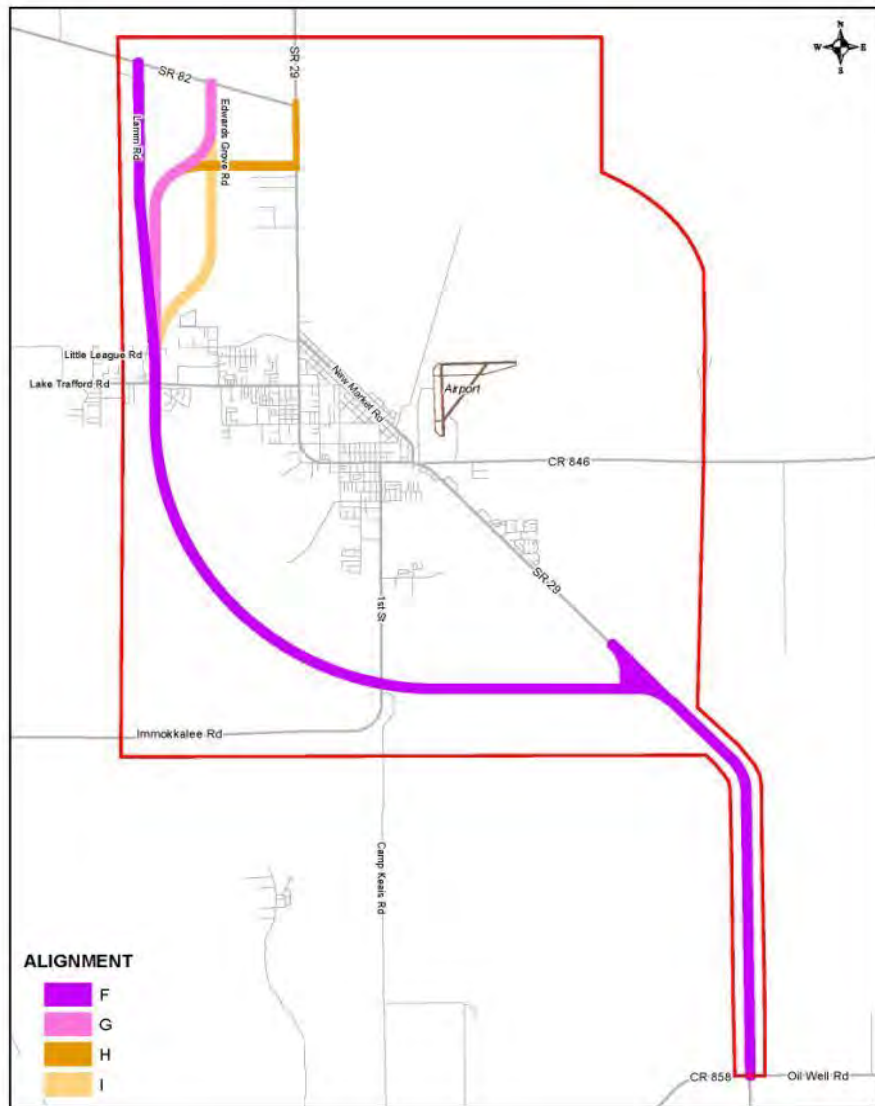 N
W E
S
SR 82
SR 29
Lamm Rd
Edwards Grove Rd
Little League Rd
Lake Trafford Rd
New Market Rd
Airport
CR 846
SR 29
1st St
Immokkalee Rd
Camp Keais Rd
ALIGNMENT
F
G
H
I
CR 858
Oil Well Rd